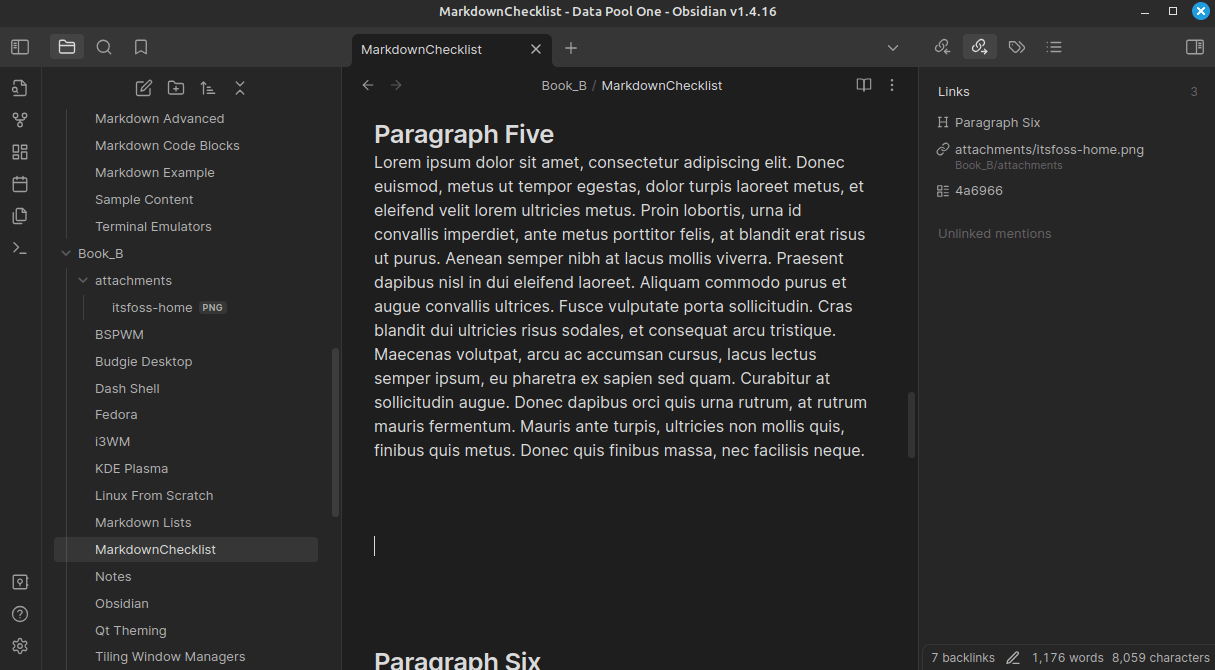 MarkdownChecklist - Data Pool One - Obsidian v1.4.16
MarkdownChecklist
Markdown Advanced
Markdown Code Blocks
Markdown Example
Sample Content
Terminal Emulators
Book_B
attachments
itsfoss-home PNG
BSPWM
Budgie Desktop
Dash Shell
Fedora
i3WM
KDE Plasma
Linux From Scratch
Markdown Lists
MarkdownChecklist
Notes
Obsidian
Qt Theming
Tiling Window Managers
Book_B / MarkdownChecklist
Paragraph Five
Lorem ipsum dolor sit amet, consectetur adipiscing elit. Donec
euismod, metus ut tempor egestas, dolor turpis laoreet metus, et
eleifend velit lorem ultricies metus. Proin lobortis, urna id
convallis imperdiet, ante metus porttitor felis, at blandit erat risus
ut purus. Aenean semper nibh at lacus mollis viverra. Praesent
dapibus nisl in dui eleifend laoreet. Aliquam commodo purus et
augue convallis ultrices. Fusce vulputate porta sollicitudin. Cras
blandit dui ultricies risus sodales, et consequat arcu tristique.
Maecenas volutpat, arcu ac accumsan cursus, lacus lectus
semper ipsum, eu pharetra ex sapien sed quam. Curabitur at
sollicitudin augue. Donec dapibus orci quis urna rutrum, at rutrum
mauris fermentum. Mauris ante turpis, ultricies non mollis quis,
finibus quis metus. Donec quis finibus massa, nec facilisis neque.
Paragraph Six
Links 3
Paragraph Six
attachments/itsfoss-home.png
Book_B/attachments
4a6966
Unlinked mentions
7 backlinks 1,176 words 8,059 characters